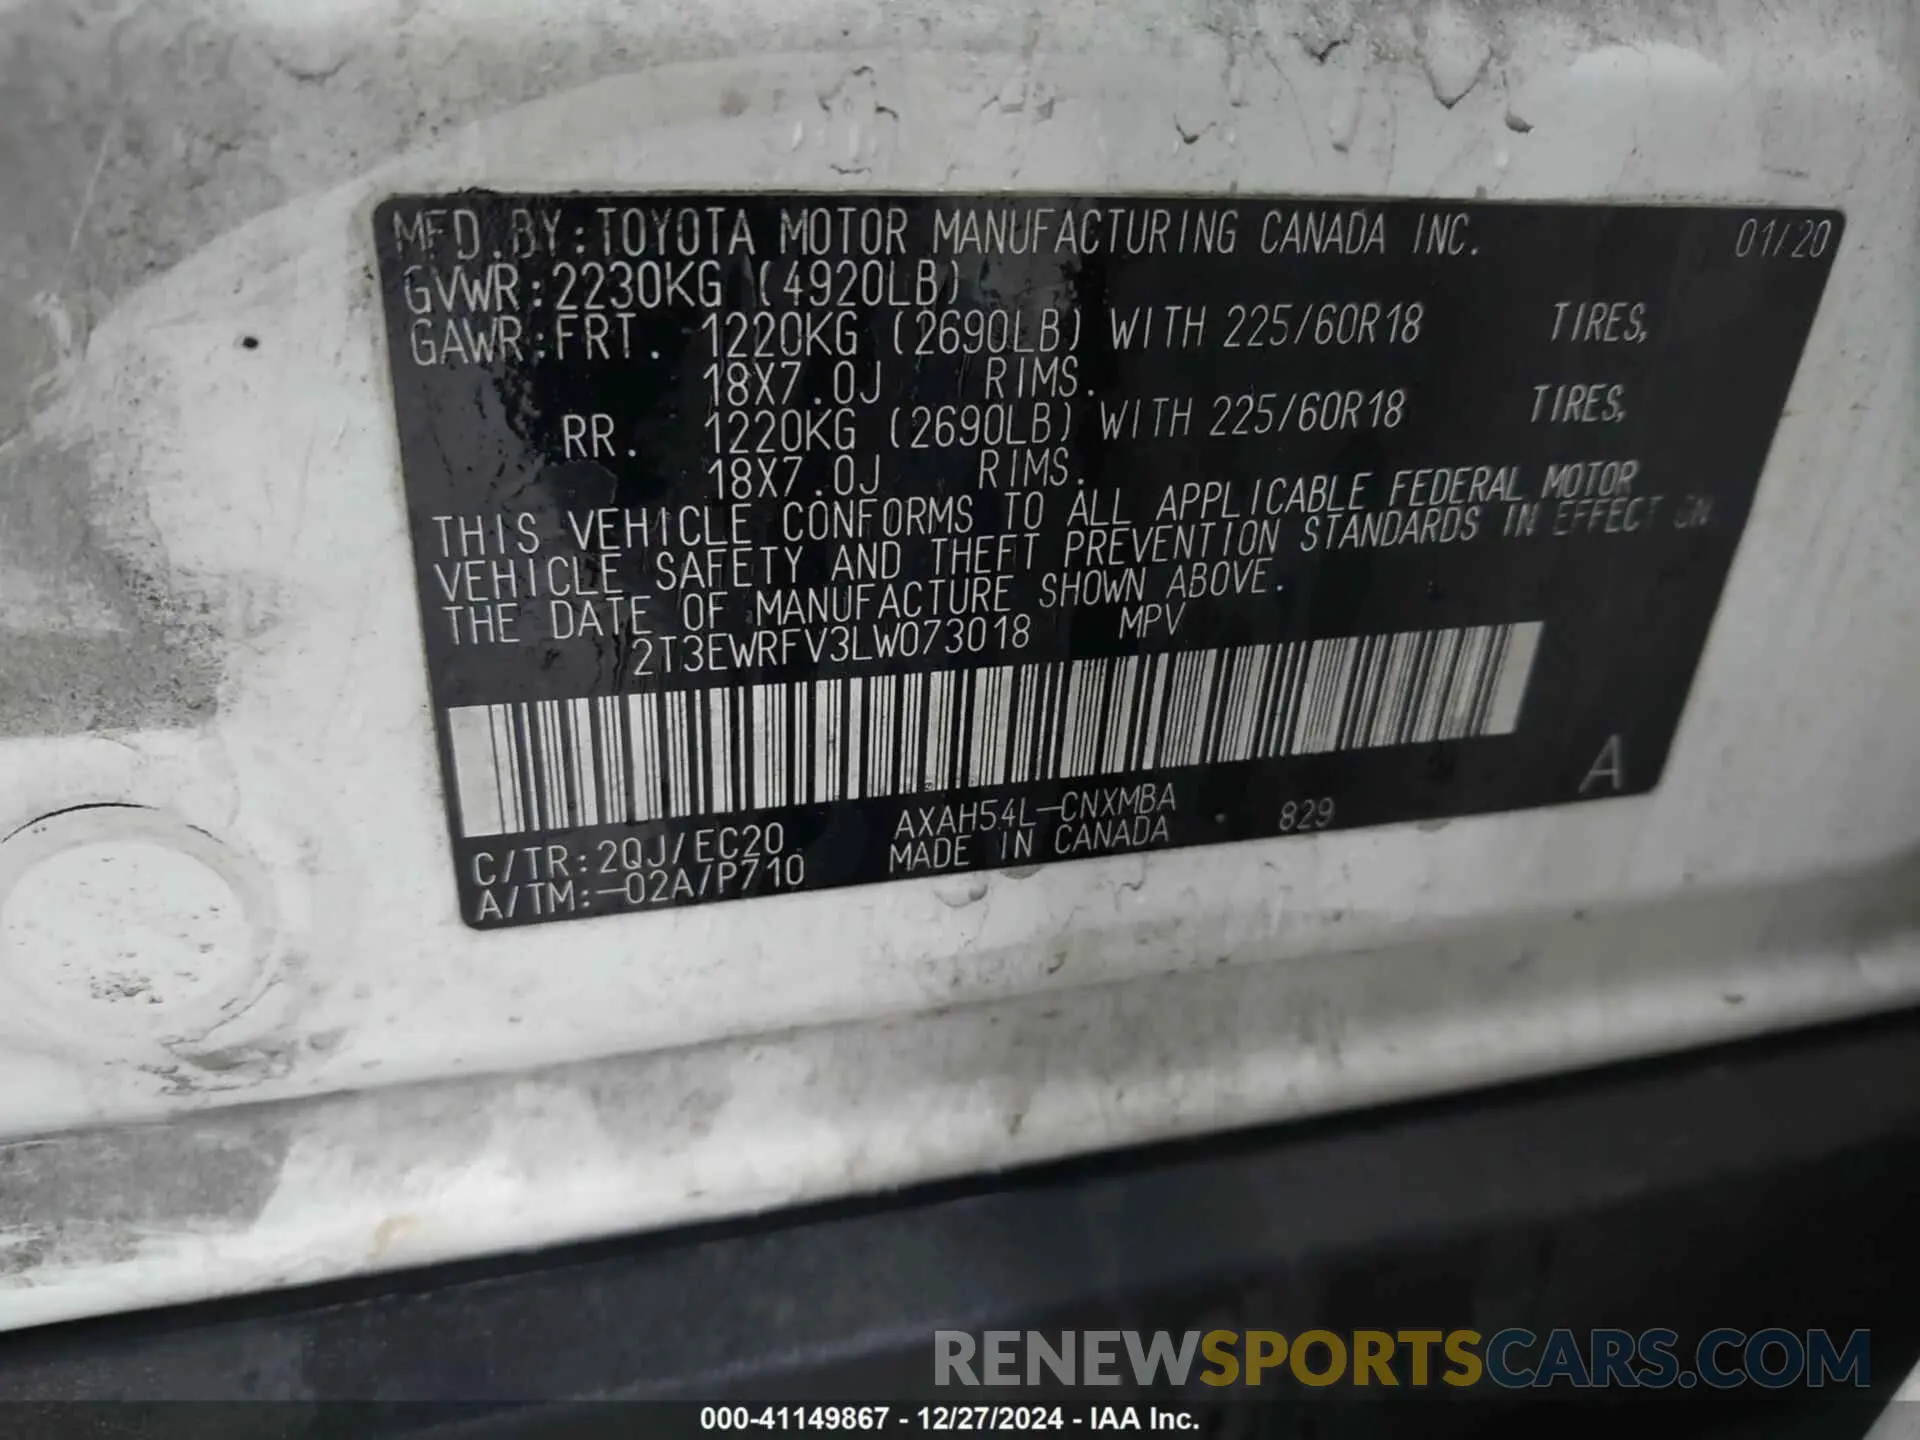 MFD.BY:TOYOTA MOTOR MANUFACTURING CANADA INC. 01/20
GVWR:2230KG (4920LB)
GAWR:FRT. 1220KG (2690LB) WITH 225/60R18 TIRES,
18X7.0J RIMS.
RR. 1220KG (2690LB) WITH 225/60R18 TIRES,
18X7.0J RIMS.
THIS VEHICLE CONFORMS TO ALL APPLICABLE FEDERAL MOTOR
VEHICLE SAFETY AND THEFT PREVENTION STANDARDS IN EFFECT ON
THE DATE OF MANUFACTURE SHOWN ABOVE.
2T3EWRFV3LW073018 MPV
A
C/TR:2QJ/EC20 AXAH54L-CNXMBA 829
A/TM:-02A/P710 MADE IN CANADA
RENEWSPORTSCARS.COM
000-41149867 - 12/27/2024 - IAA Inc.